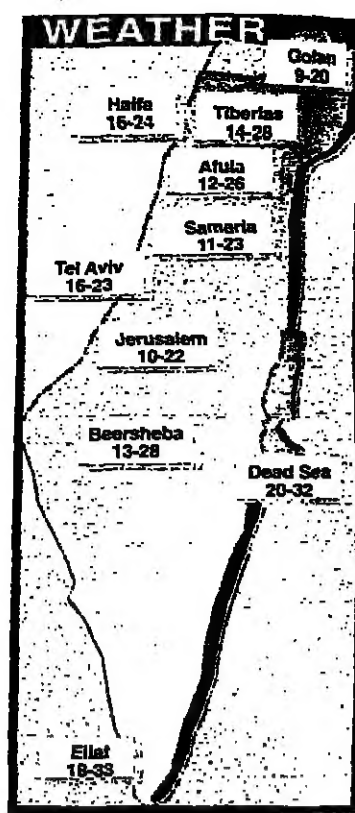 WEATHER
Golan
9-20
Haifa
16-24
Tiberias
14-28
Afula
12-26
Samaria
11-23
Tel Aviv
16-23
Jerusalem
10-22
Beersheba
13-28
Dead Sea
20-32
Eilat
18-33